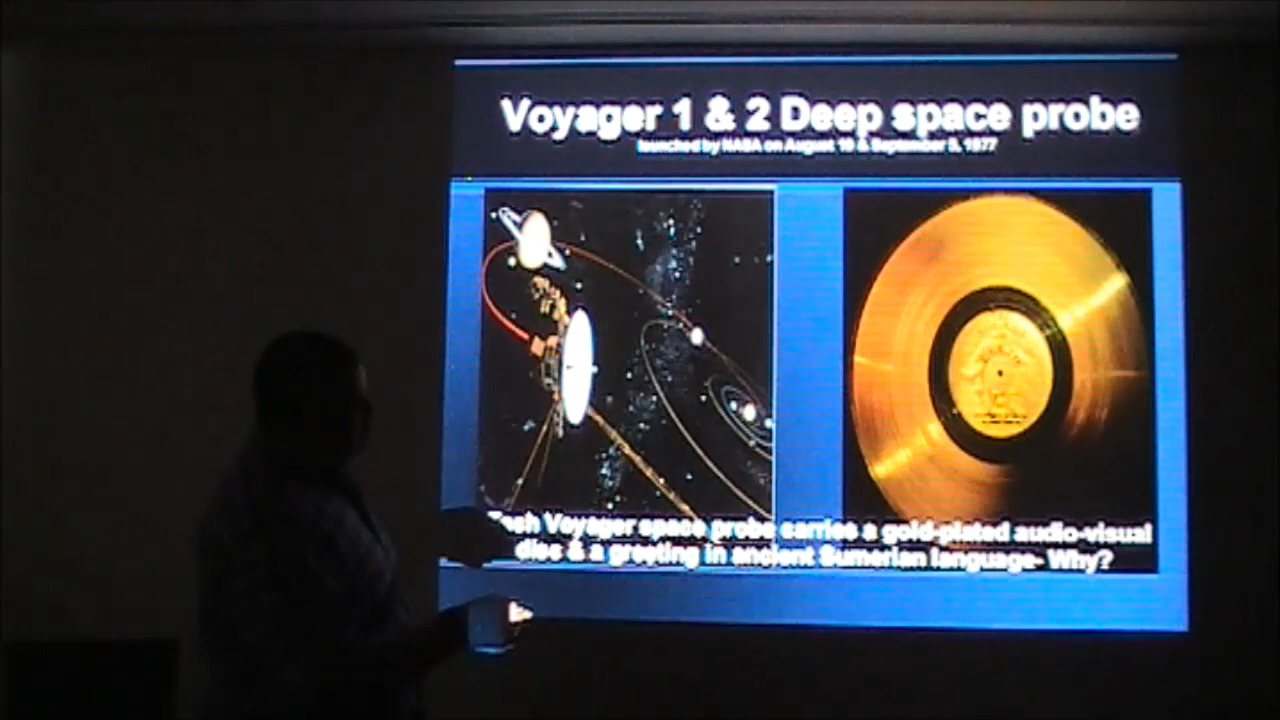 Voyager 1 & 2 Deep space probe
launched by NASA on August 19 & September 5, 1977
Each Voyager space probe carries a gold-plated audio-visual
disc & a greeting in ancient Sumerian language- Why?